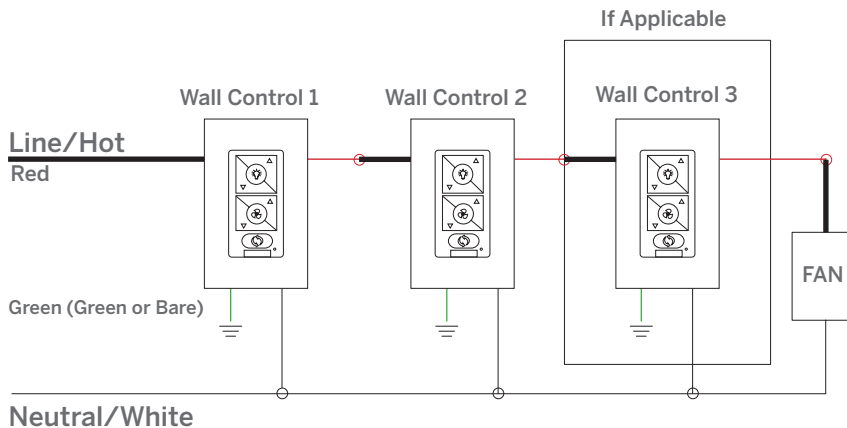 If Applicable
Wall Control 1
Wall Control 2
Wall Control 3
Line/Hot
Red
FAN
Green (Green or Bare)
Neutral/White